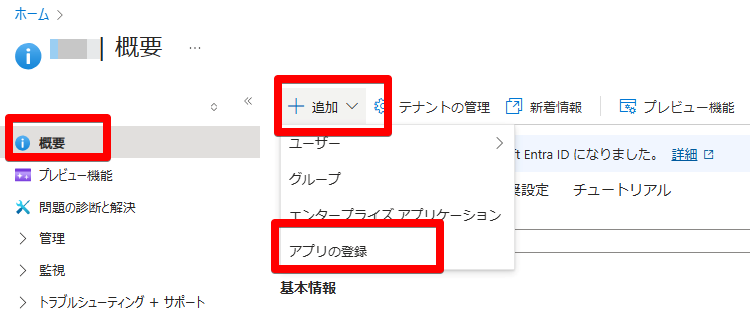 ホーム >
| 概要 …
+ 追加 テナントの管理 新着情報 | プレビュー機能
概要
プレビュー機能
問題の診断と解決
管理
監視
トラブルシューティング + サポート
ユーザー
グループ
エンタープライズ アプリケーション
アプリの登録
Entra ID になりました。 詳細
設定 チュートリアル
基本情報